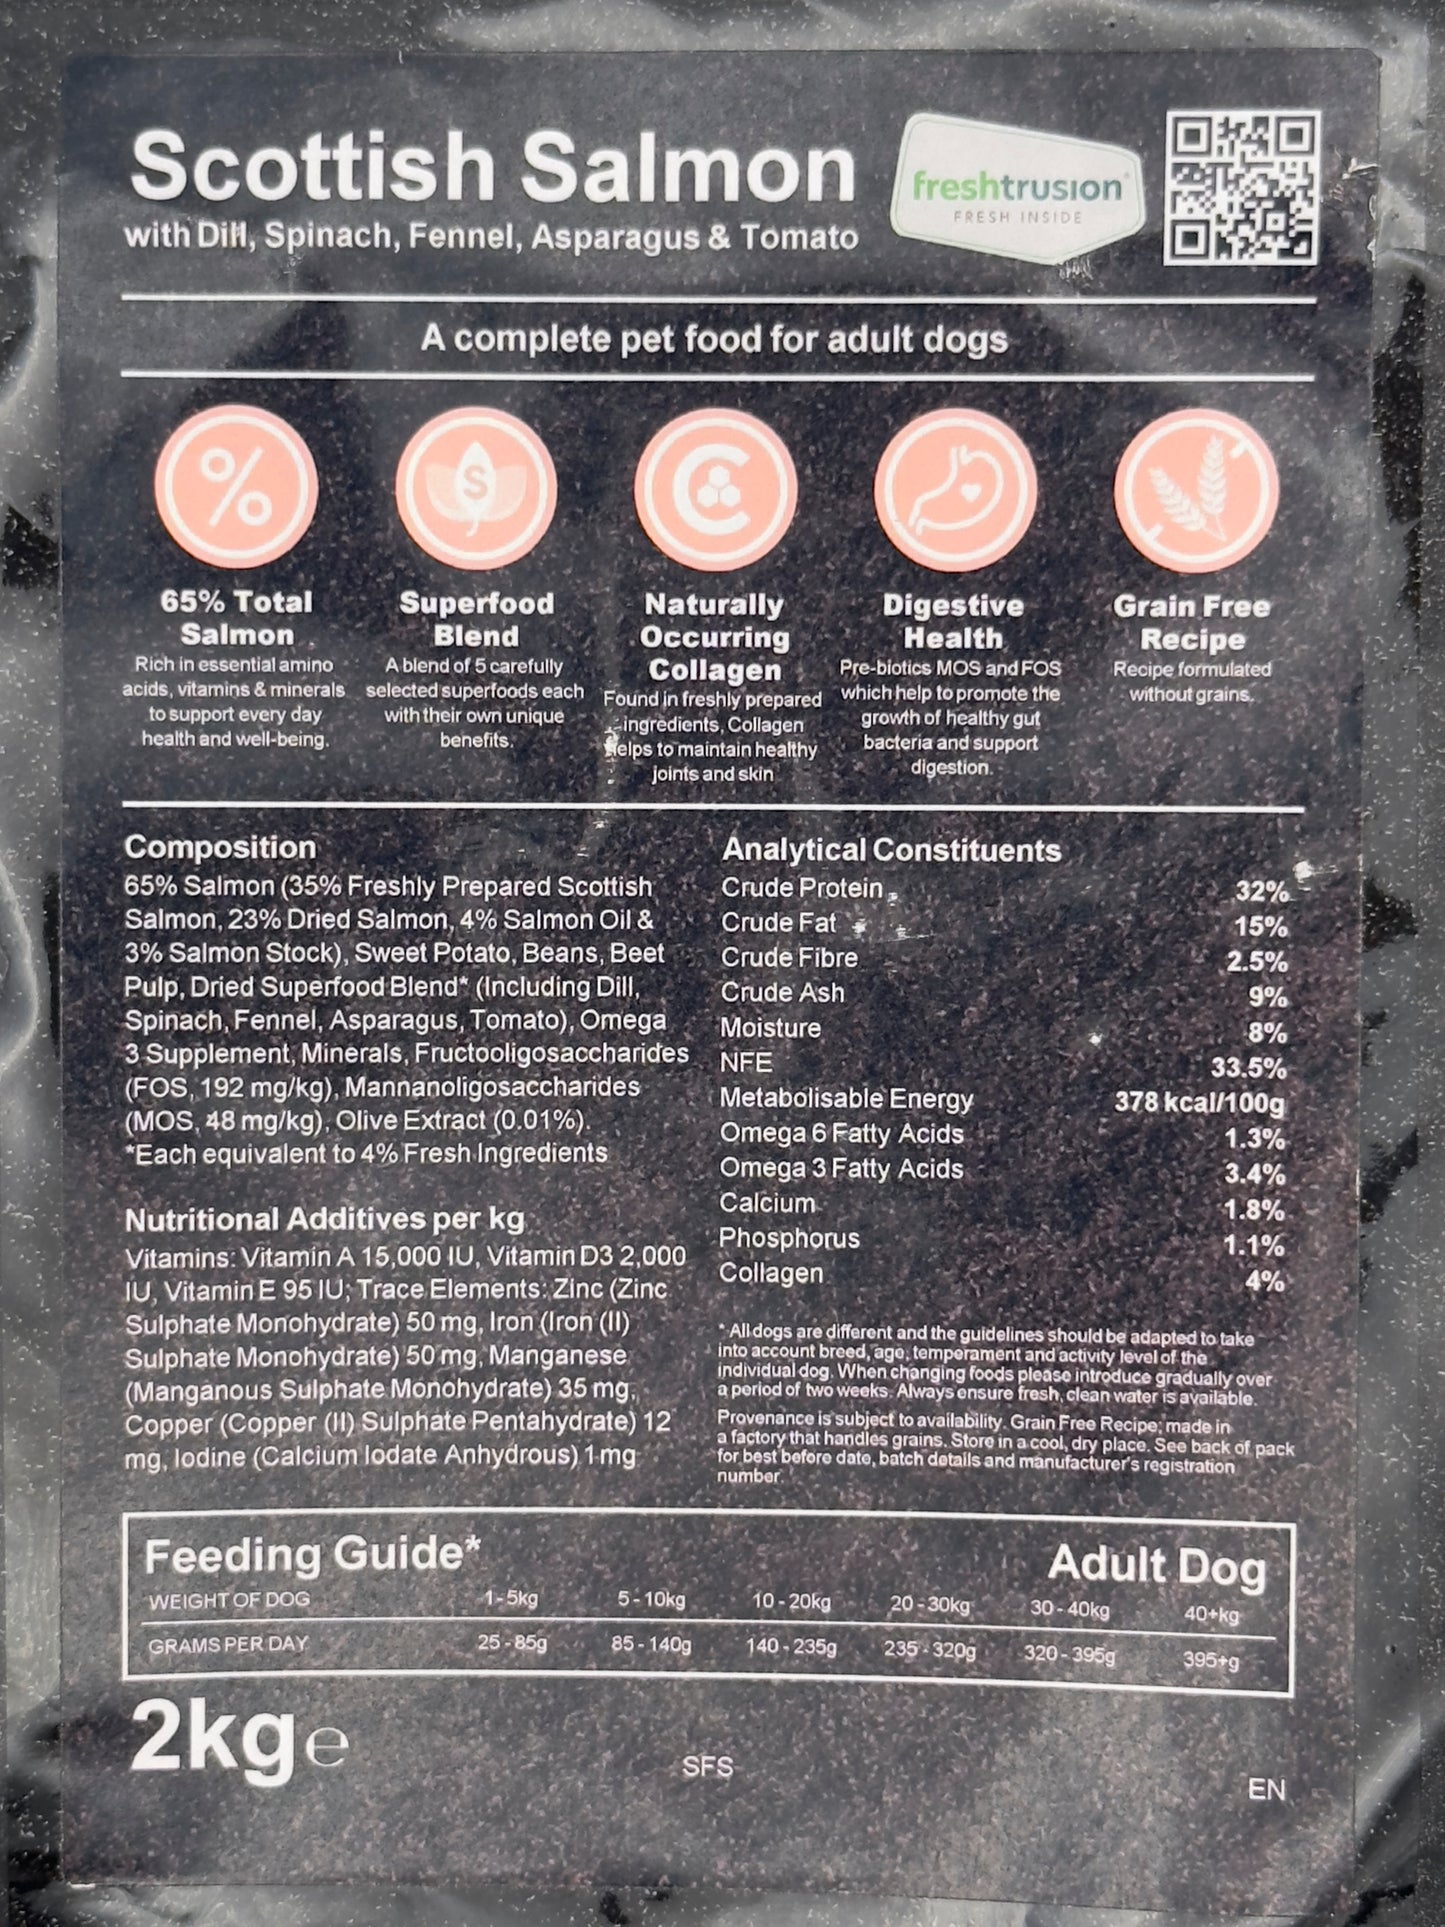 Scottish Salmon
with Dill, Spinach, Fennel, Asparagus & Tomato
freshtrusion
FRESH INSIDE
A complete pet food for adult dogs
65% Total
Salmon
Rich in essential amino
acids, vitamins & minerals
to support every day
health and well-being.
Superfood
Blend
A blend of 5 carefully
selected superfoods each
with their own unique
benefits.
Naturally
Occurring
Collagen
Found in freshly prepared
ingredients, Collagen
helps to maintain healthy
joints and skin
Digestive
Health
Pre-biotics MOS and FOS
which help to promote the
growth of healthy gut
bacteria and support
digestion.
Grain Free
Recipe
Recipe formulated
without grains.
Composition
65% Salmon (35% Freshly Prepared Scottish
Salmon, 23% Dried Salmon, 4% Salmon Oil &
3% Salmon Stock), Sweet Potato, Beans, Beet
Pulp, Dried Superfood Blend* (Including Dill,
Spinach, Fennel, Asparagus, Tomato), Omega
3 Supplement, Minerals, Fructooligosaccharides
(FOS, 192 mg/kg), Mannanoligosaccharides
(MOS, 48 mg/kg), Olive Extract (0.01%).
*Each equivalent to 4% Fresh Ingredients
Nutritional Additives per kg
Vitamins: Vitamin A 15,000 IU, Vitamin D3 2,000
IU, Vitamin E 95 IU; Trace Elements: Zinc (Zinc
Sulphate Monohydrate) 50 mg, Iron (Iron (II)
Sulphate Monohydrate) 50 mg, Manganese
(Manganous Sulphate Monohydrate) 35 mg,
Copper (Copper (II) Sulphate Pentahydrate) 12
mg, Iodine (Calcium Iodate Anhydrous) 1 mg
Analytical Constituents
Crude Protein 32%
Crude Fat 15%
Crude Fibre 2.5%
Crude Ash 9%
Moisture 8%
NFE 33.5%
Metabolisable Energy 378 kcal/100g
Omega 6 Fatty Acids 1.3%
Omega 3 Fatty Acids 3.4%
Calcium 1.8%
Phosphorus 1.1%
Collagen 4%
* All dogs are different and the guidelines should be adapted to take
into account breed, age, temperament and activity level of the
individual dog. When changing foods please introduce gradually over
a period of two weeks. Always ensure fresh, clean water is available.
Provenance is subject to availability. Grain Free Recipe; made in
a factory that handles grains. Store in a cool, dry place. See back of pack
for best before date, batch details and manufacturer's registration
number.
Feeding Guide* Adult Dog
WEIGHT OF DOG 1-5kg 5-10kg 10-20kg 20-30kg 30-40kg 40+kg
GRAMS PER DAY 25-85g 85-140g 140-235g 235-320g 320-395g 395+g
2kg e
SFS
EN